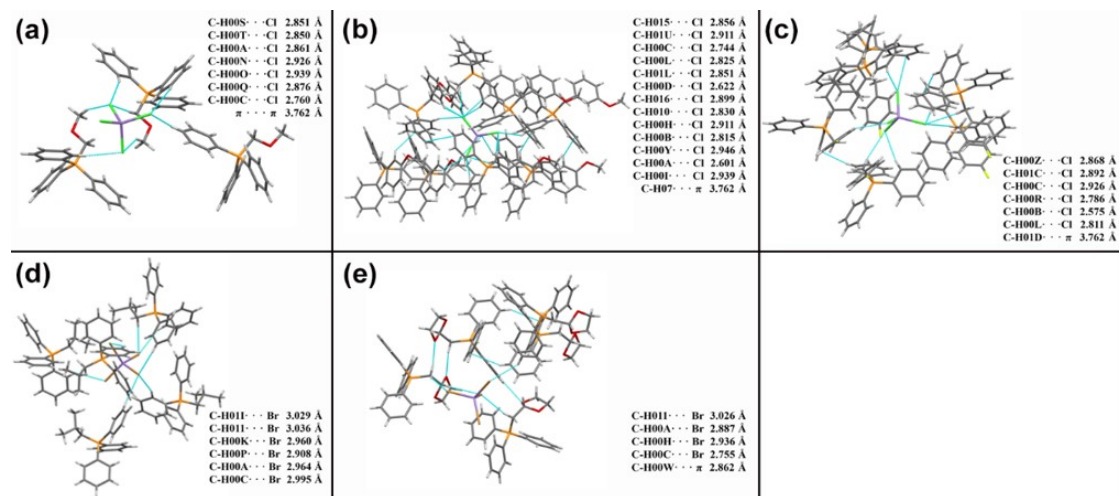 (a)
C-H00S···Cl 2.851 Å
C-H00T···Cl 2.850 Å
C-H00A···Cl 2.861 Å
C-H00N···Cl 2.926 Å
C-H00O···Cl 2.939 Å
C-H00Q···Cl 2.876 Å
C-H00C···Cl 2.760 Å
π···π 3.762 Å
(b)
C-H015···Cl 2.856 Å
C-H01U···Cl 2.911 Å
C-H00C···Cl 2.744 Å
C-H00L···Cl 2.825 Å
C-H01L···Cl 2.851 Å
C-H00D···Cl 2.622 Å
C-H016···Cl 2.899 Å
C-H010···Cl 2.830 Å
C-H00H···Cl 2.911 Å
C-H00B···Cl 2.815 Å
C-H00Y···Cl 2.946 Å
C-H00A···Cl 2.601 Å
C-H00I···Cl 2.939 Å
C-H07···π 3.762 Å
(c)
C-H00Z···Cl 2.868 Å
C-H01C···Cl 2.892 Å
C-H00C···Cl 2.926 Å
C-H00R···Cl 2.786 Å
C-H00B···Cl 2.575 Å
C-H00L···Cl 2.811 Å
C-H01D···π 3.762 Å
(d)
C-H01I···Br 3.029 Å
C-H01I···Br 3.036 Å
C-H00K···Br 2.960 Å
C-H00P···Br 2.908 Å
C-H00A···Br 2.964 Å
C-H00C···Br 2.995 Å
(e)
C-H01I···Br 3.026 Å
C-H00A···Br 2.887 Å
C-H00H···Br 2.936 Å
C-H00C···Br 2.755 Å
C-H00W···π 2.862 Å